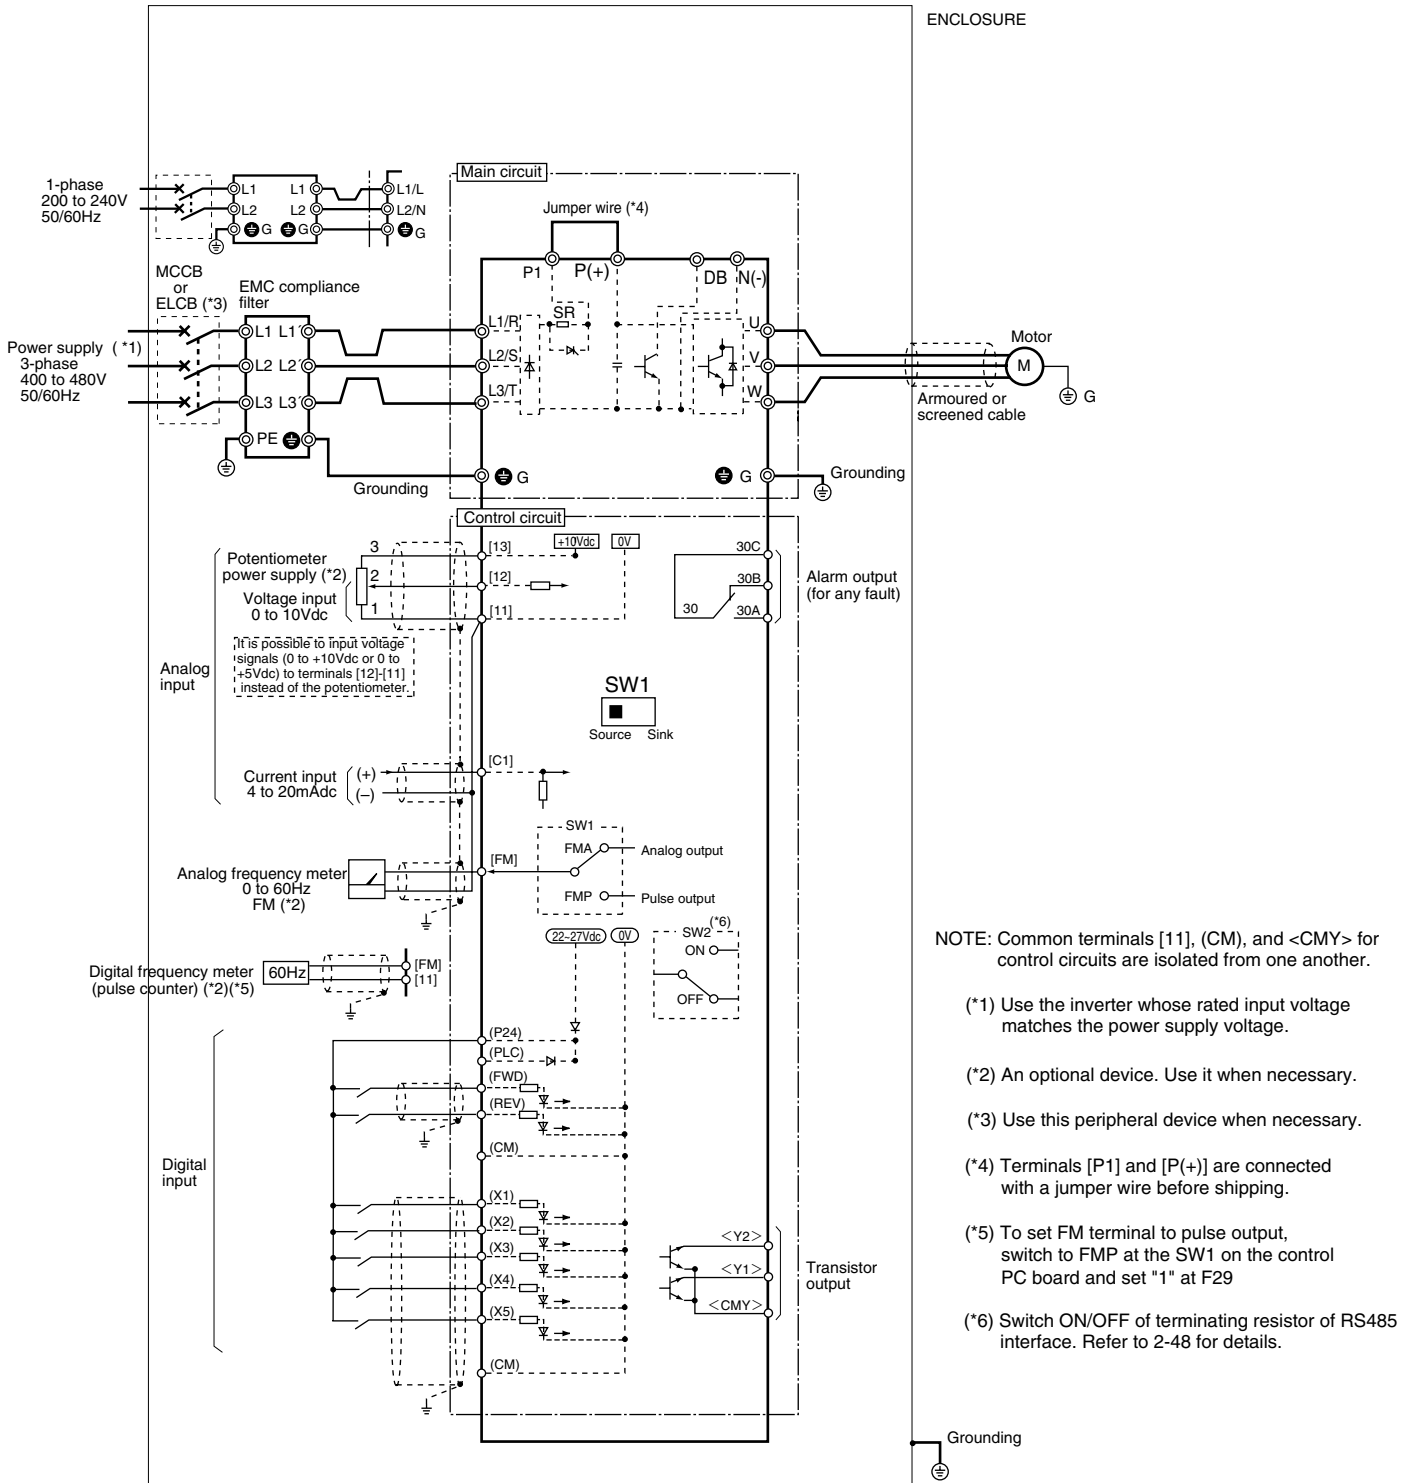 ENCLOSURE
Main circuit
1-phase
200 to 240V
50/60Hz
L1 L1 L1/L
L2 L2 L2/N
G G G
Jumper wire (*4)
P1 P(+) DB N(-)
MCCB
or
ELCB (*3)
EMC compliance
filter
SR
L1 L1´ L1/R U
Motor
Power supply (*1)
3-phase
400 to 480V
50/60Hz
L2 L2´ L2/S V M
L3 L3´ L3/T W
Armoured or
screened cable
G
PE
Grounding
G G
Grounding
Control circuit
+10Vdc 0V
Potentiometer
power supply (*2)
3 [13]
2 [12]
1 [11]
Voltage input
0 to 10Vdc
30C
30B
30 30A
Alarm output
(for any fault)
It is possible to input voltage
signals (0 to +10Vdc or 0 to
+5Vdc) to terminals [12]-[11]
instead of the potentiometer.
Analog
input
SW1
Source Sink
Current input
4 to 20mAdc
(+)
(–)
[C1]
SW1
FMA Analog output
FMP Pulse output
Analog frequency meter
0 to 60Hz
FM (*2)
[FM]
22~27Vdc 0V
(*6)
SW2
ON
OFF
Digital frequency meter
(pulse counter) (*2)(*5)
60Hz
[FM]
[11]
(P24)
(PLC)
(FWD)
(REV)
(CM)
Digital
input
(X1)
(X2)
(X3)
(X4)
(X5)
(CM)
<Y2>
<Y1>
<CMY>
Transistor
output
NOTE: Common terminals [11], (CM), and <CMY> for
control circuits are isolated from one another.
(*1) Use the inverter whose rated input voltage
matches the power supply voltage.
(*2) An optional device. Use it when necessary.
(*3) Use this peripheral device when necessary.
(*4) Terminals [P1] and [P(+)] are connected
with a jumper wire before shipping.
(*5) To set FM terminal to pulse output,
switch to FMP at the SW1 on the control
PC board and set "1" at F29
(*6) Switch ON/OFF of terminating resistor of RS485
interface. Refer to 2-48 for details.
Grounding